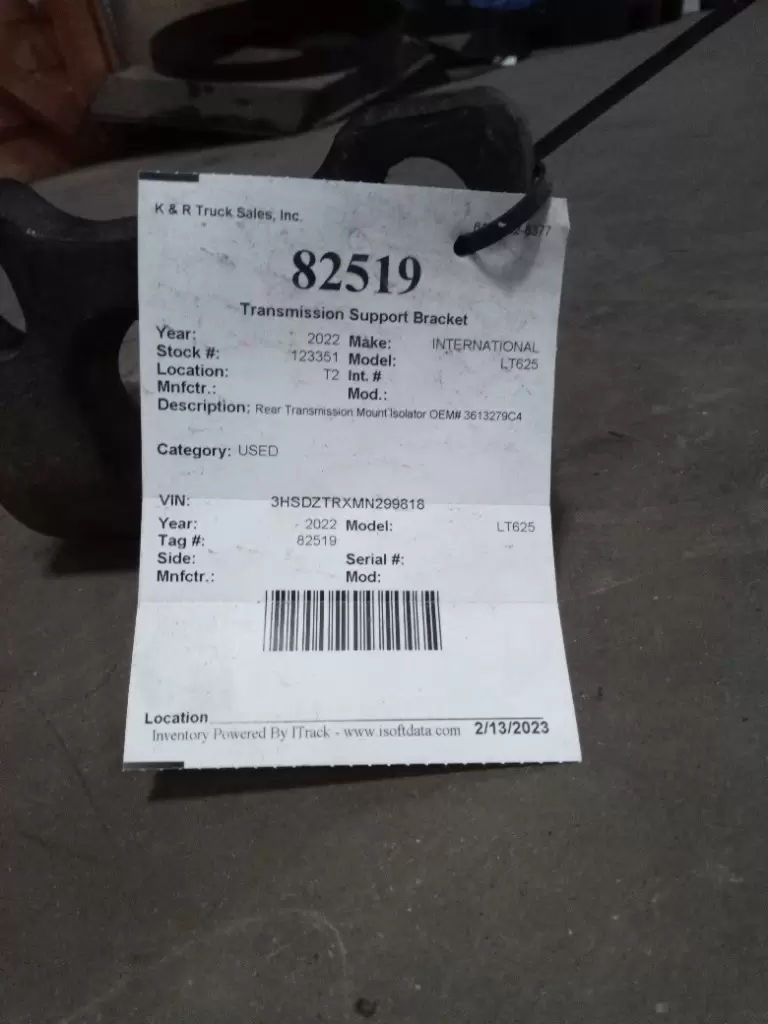 K & R Truck Sales, Inc.
82519
Transmission Support Bracket
Year: 2022 Make: INTERNATIONAL
Stock #: 123351 Model: LT625
Location: T2 Int. #
Mnfctr.: Mod.:
Description: Rear Transmission Mount Isolator OEM# 3613279C4
Category: USED
VIN: 3HSDZTRXMN299818
Year: 2022 Model: LT625
Tag #: 82519
Side: Serial #:
Mnfctr.: Mod:
Location
Inventory Powered By ITrack - www.isoftdata.com 2/13/2023